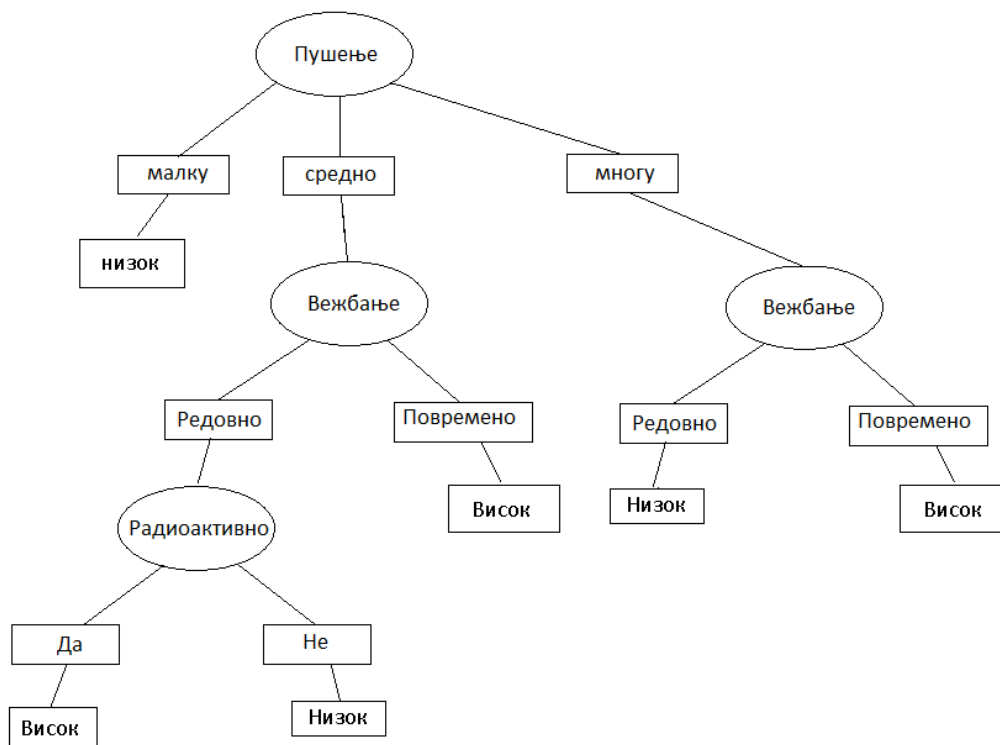 Пушење
малку
средно
многу
низок
Вежбање
Вежбање
Редовно
Повремено
Редовно
Повремено
Висок
Низок
Висок
Радиоактивно
Да
Не
Висок
Низок